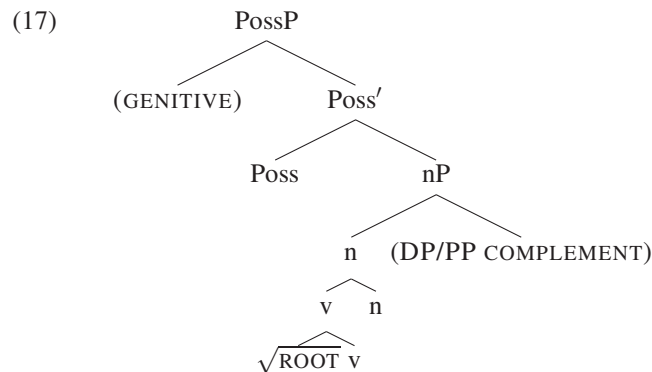 (17) PossP
(GENITIVE) Poss′
Poss nP
n (DP/PP COMPLEMENT)
v n
√ROOT v